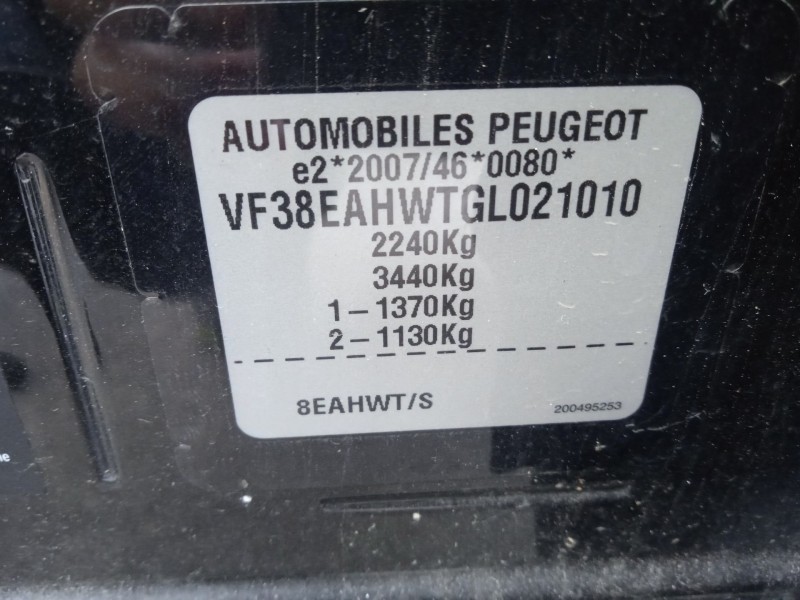 AUTOMOBILES PEUGEOT
e2*2007/46*0080*
VF38EAHWTGL021010
2240Kg
3440Kg
1-1370Kg
2-1130Kg
8EAHWT/S
200495253